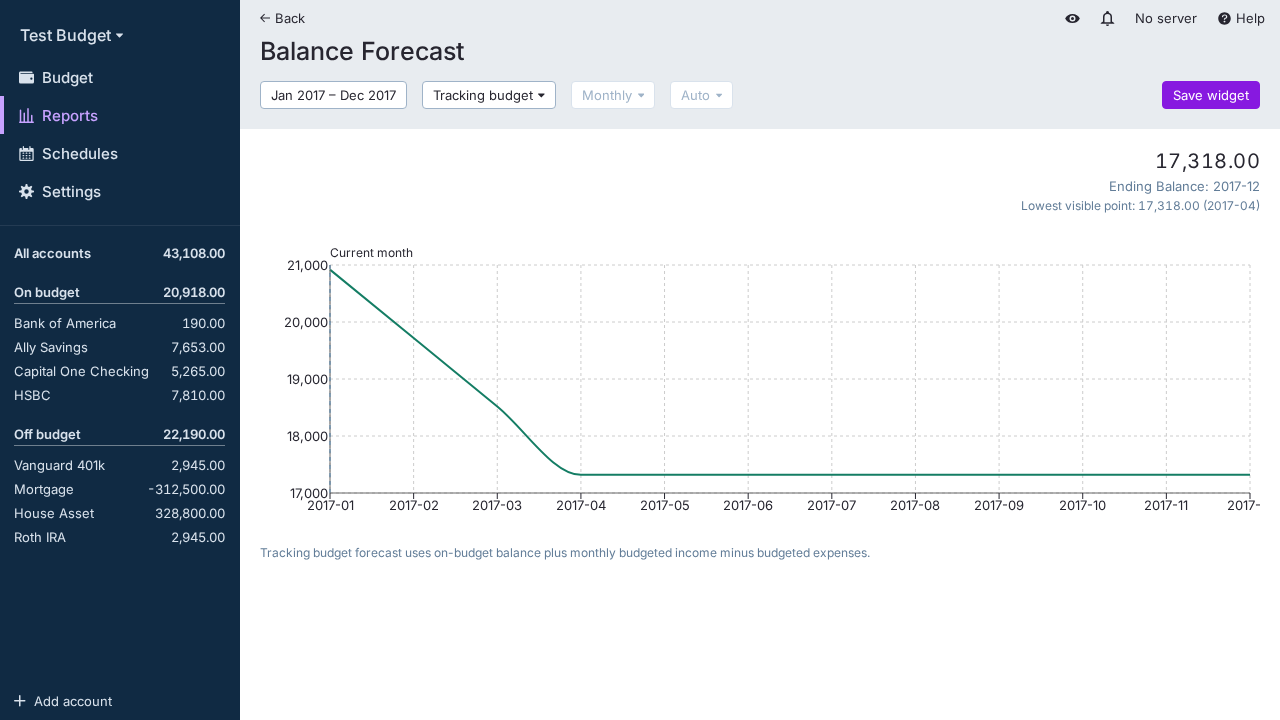 Test Budget
Budget
Reports
Schedules
Settings
All accounts 43,108.00
On budget 20,918.00
Bank of America 190.00
Ally Savings 7,653.00
Capital One Checking 5,265.00
HSBC 7,810.00
Off budget 22,190.00
Vanguard 401k 2,945.00
Mortgage -312,500.00
House Asset 328,800.00
Roth IRA 2,945.00
Add account
Back
No server
Help
Balance Forecast
Jan 2017 – Dec 2017
Tracking budget
Monthly
Auto
Save widget
17,318.00
Ending Balance: 2017-12
Lowest visible point: 17,318.00 (2017-04)
Current month
21,000
20,000
19,000
18,000
17,000
2017-01 2017-02 2017-03 2017-04 2017-05 2017-06 2017-07 2017-08 2017-09 2017-10 2017-11 2017-
Tracking budget forecast uses on-budget balance plus monthly budgeted income minus budgeted expenses.